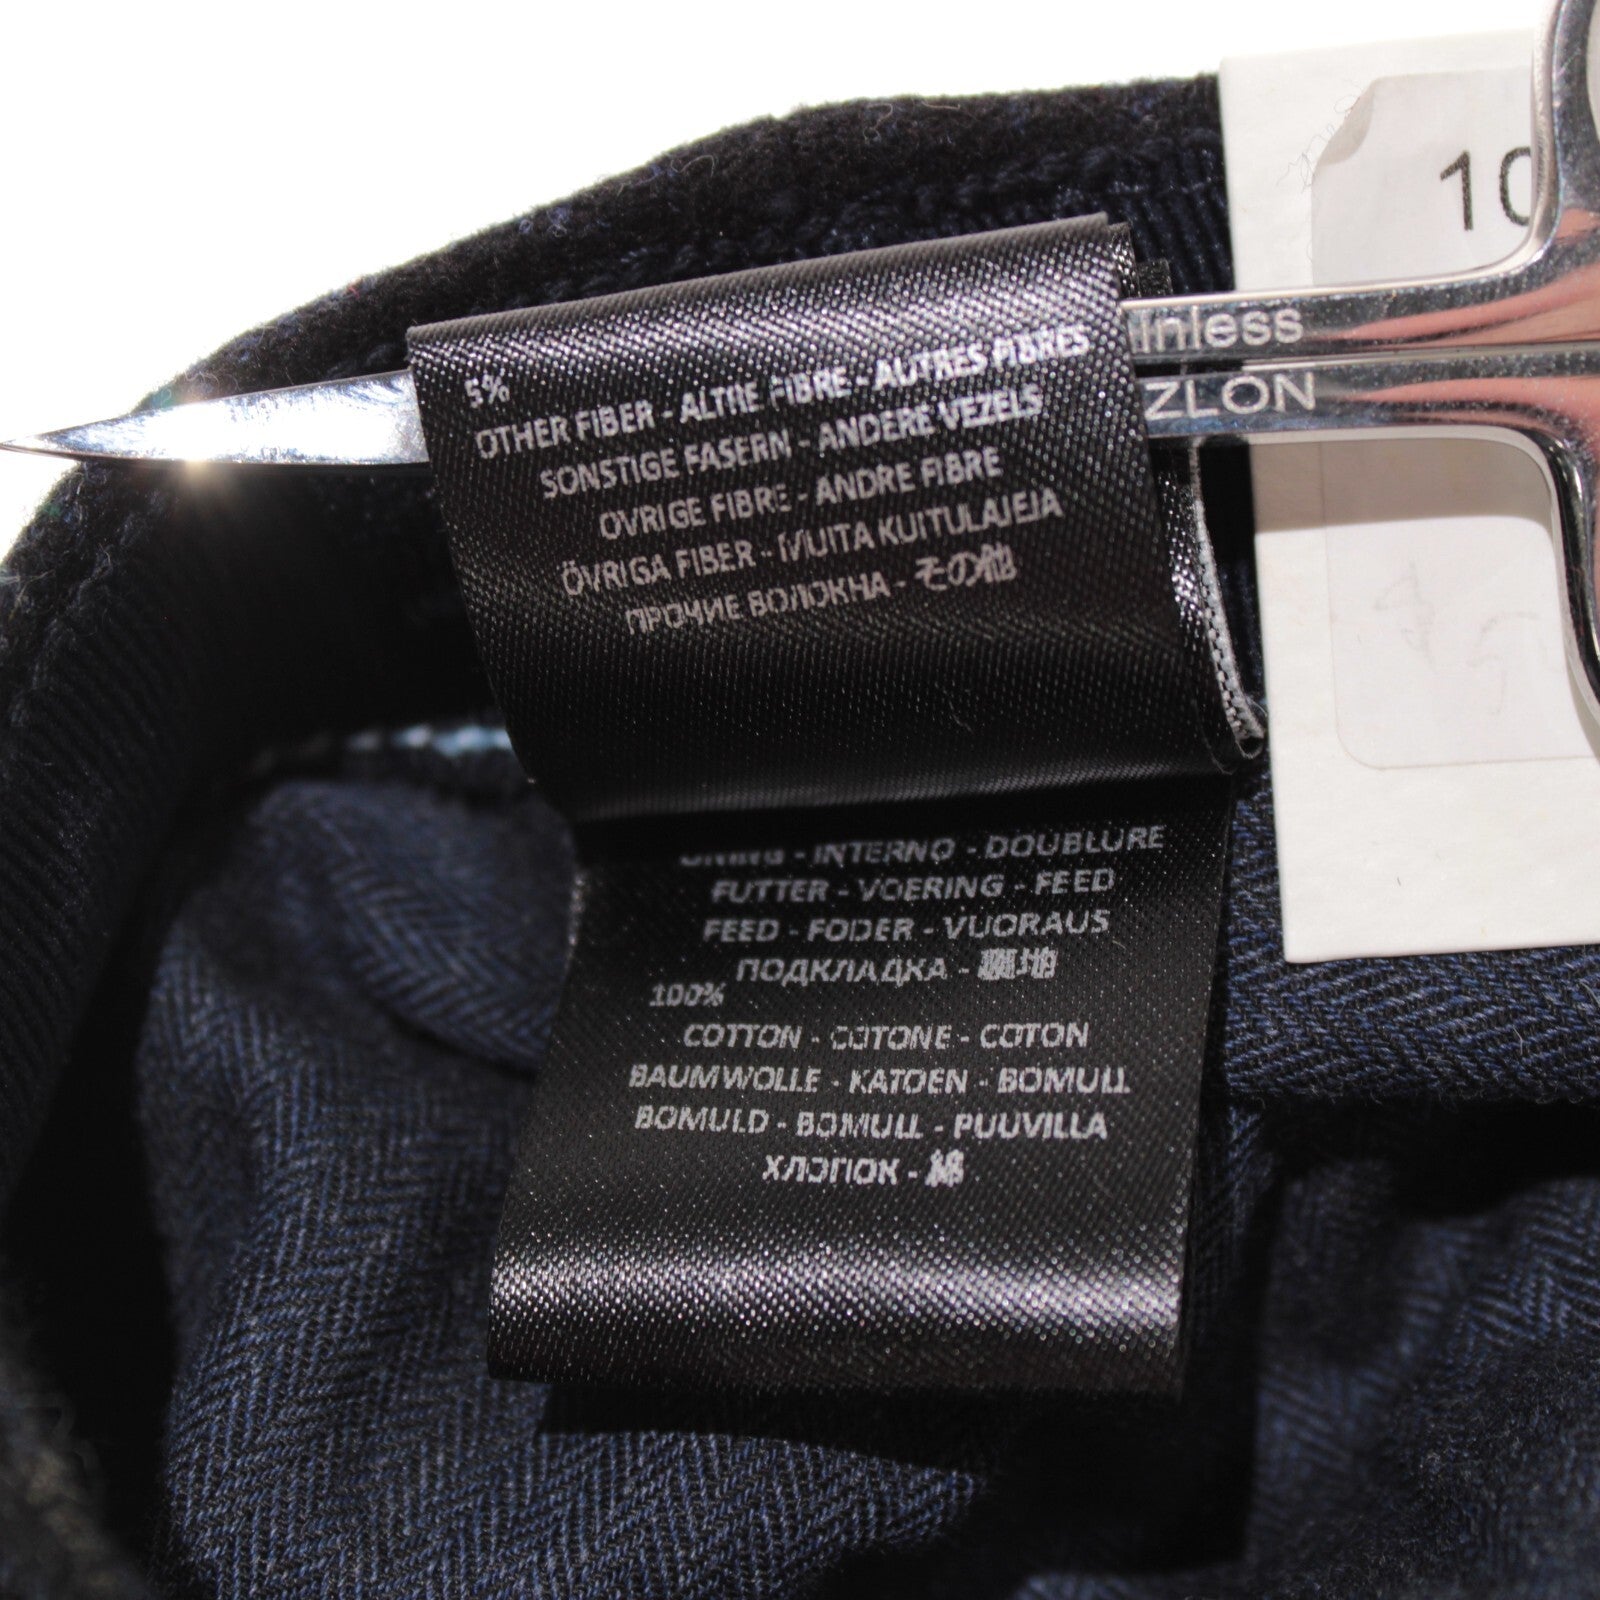 10
inless
ZLON
5%
OTHER FIBER - ALTRE FIBRE - AUTRES FIBRES
SONSTIGE FASERN - ANDERE VEZELS
OVRIGE FIBRE - ANDRE FIBRE
ÖVRIGA FIBER - MUITA KUITULAJEJA
ПРОЧИЕ ВОЛОКНА - その他
- INTERNO - DOUBLURE
FUTTER - VOERING - FEED
FEED - FODER - VUORAUS
ПОДКЛАДКА - 裏地
100%
COTTON - COTONE - COTON
BAUMWOLLE - KATOEN - BOMULL
BOMULD - BOMULL - PUUVILLA
ХЛОПОК - 綿